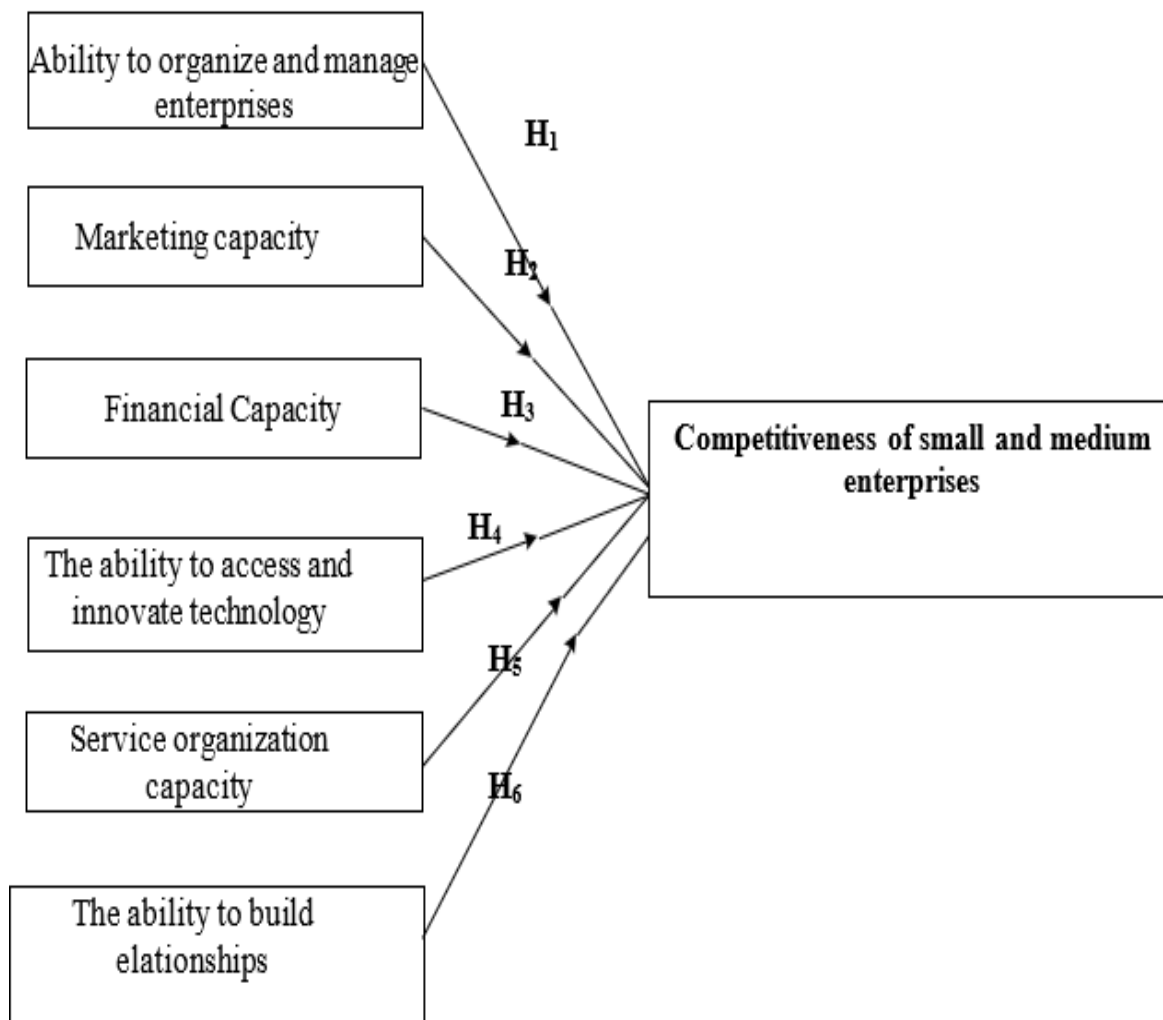 Ability to organize and manage
enterprises
H₁
Marketing capacity
H₂
Financial Capacity
H₃
Competitiveness of small and medium
enterprises
The ability to access and
innovate technology
H₄
Service organization
capacity
H₅
The ability to build
elationships
H₆